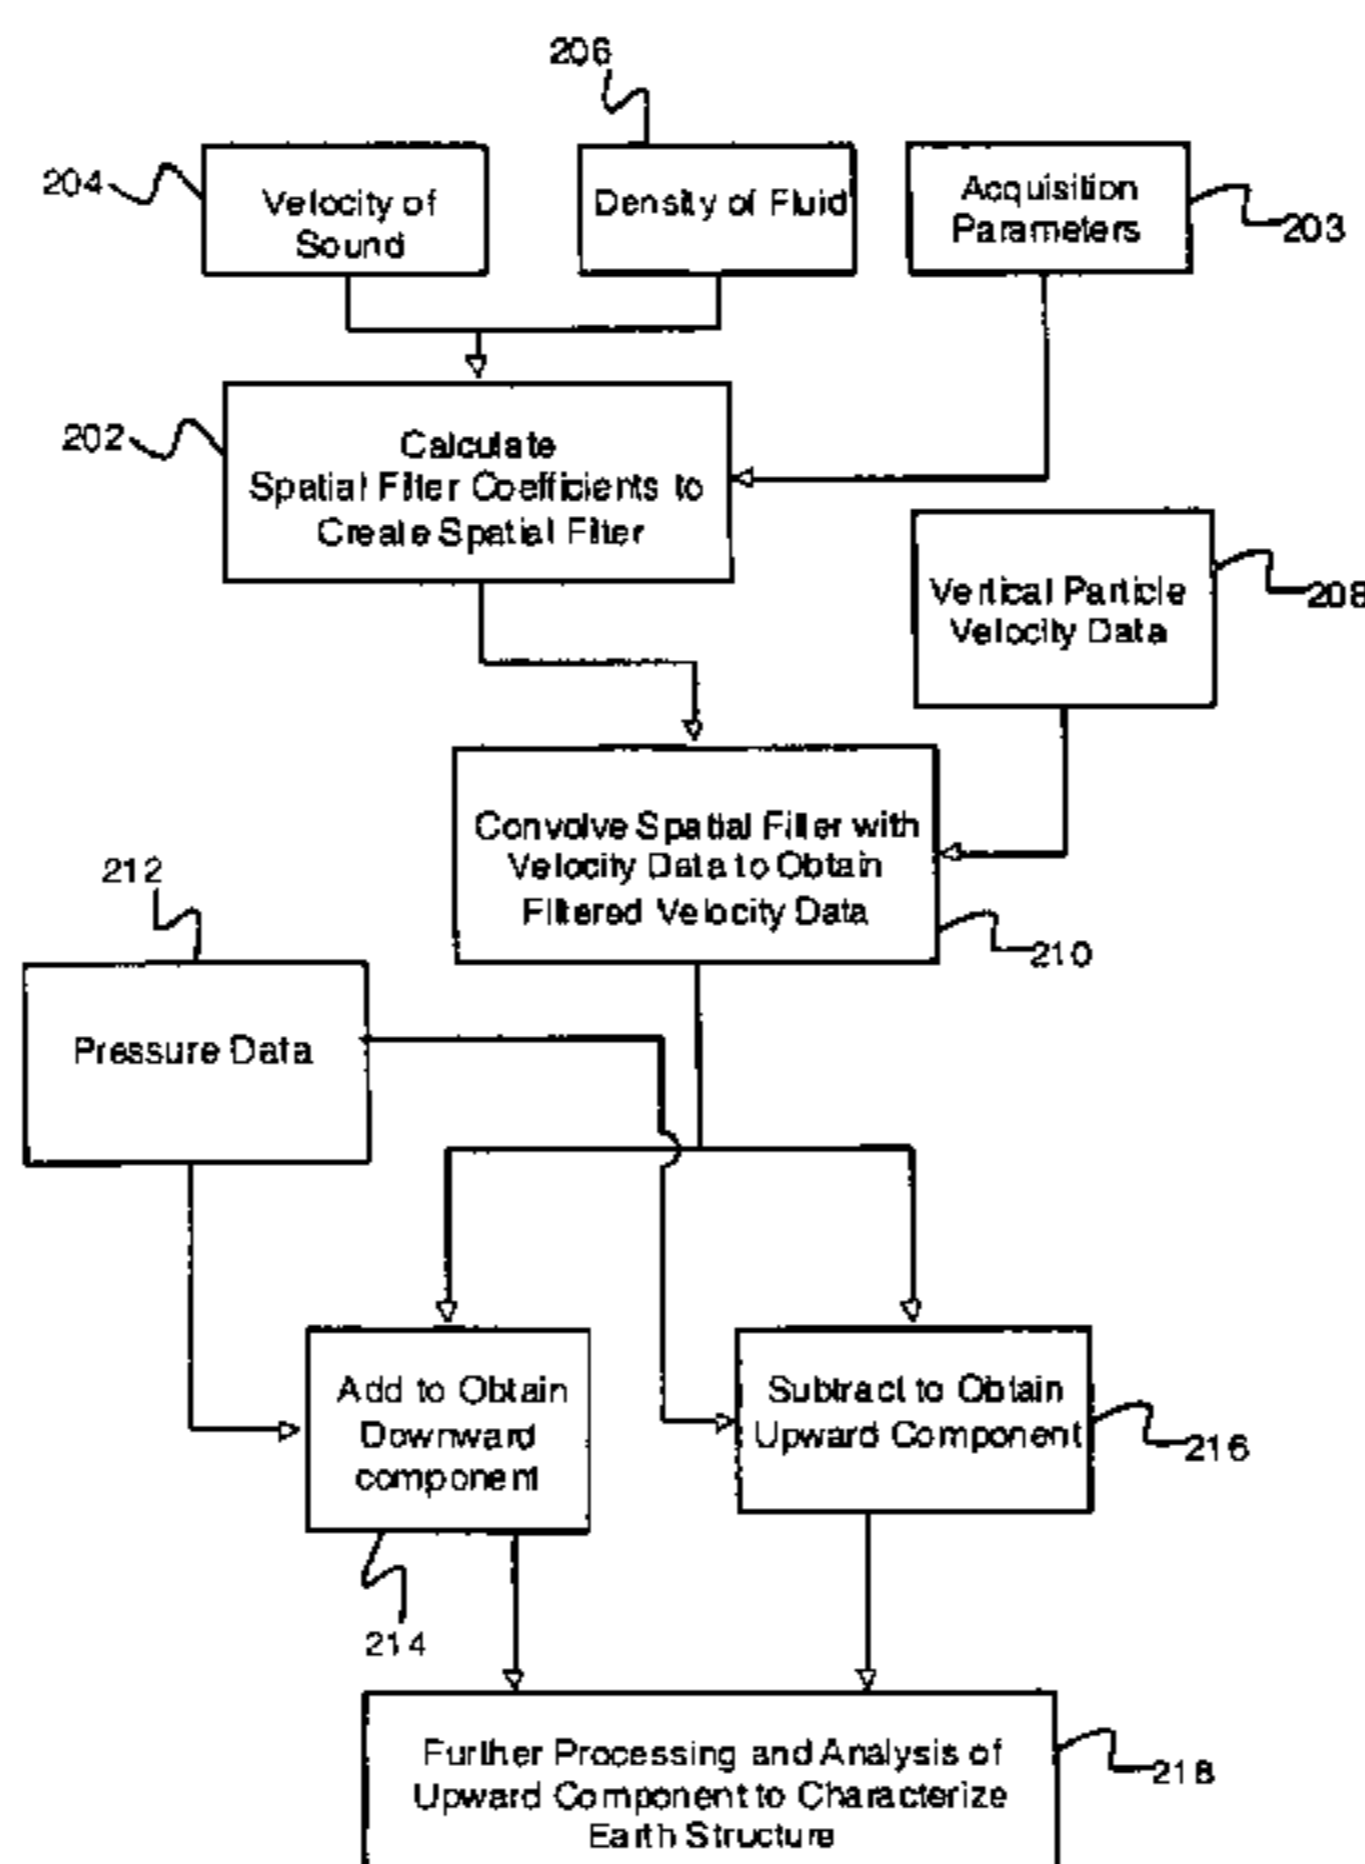 206
204
Velocity of
Sound
Density of Fluid
Acquisition
Parameters
203
202
Calculate
Spatial Filter Coefficients to
Create Spatial Filter
Vertical Particle
Velocity Data
208
Convolve Spatial Filter with
Velocity Data to Obtain
Filtered Velocity Data
210
212
Pressure Data
Add to Obtain
Downward
component
214
Subtract to Obtain
Upward Component
216
Further Processing and Analysis of
Upward Component to Characterize
Earth Structure
218